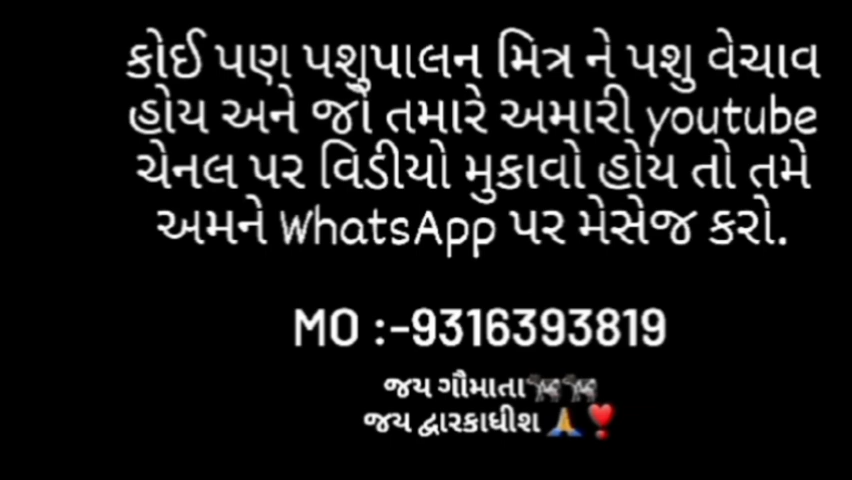 કોઈ પણ પશુપાલન મિત્ર ને પશુ વેચાવ
હોય અને જો તમારે અમારી youtube
ચેનલ પર વિડીયો મુકાવો હોય તો તમે
અમને WhatsApp પર મેસેજ કરો.
MO :-9316393819
જય ગૌમાતા🐄🐄
જય દ્વારકાધીશ 🙏❣️